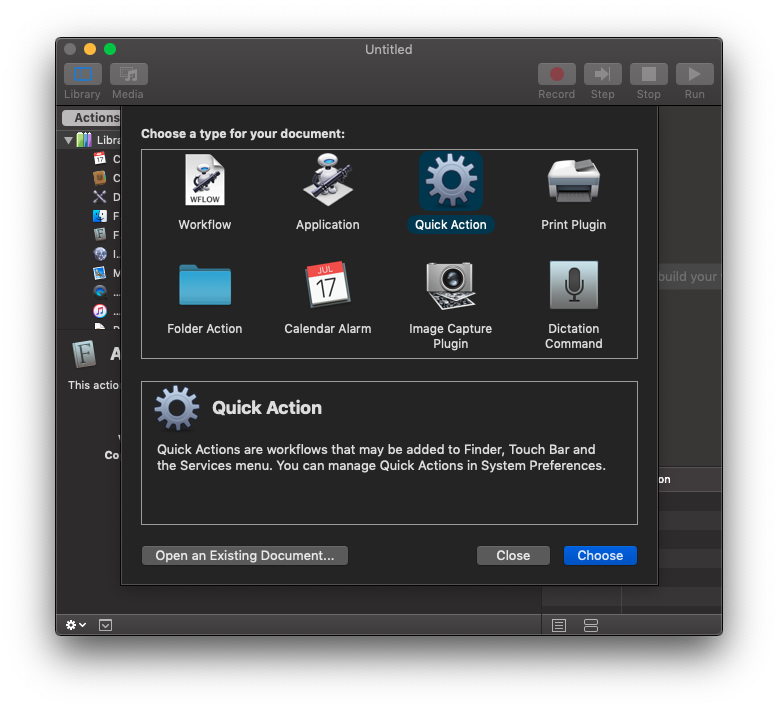 Untitled
Library
Media
Record
Step
Stop
Run
Actions
Libra
Choose a type for your document:
WFLOW
Workflow
Application
Quick Action
Print Plugin
JUL
17
Folder Action
Calendar Alarm
Image Capture
Plugin
Dictation
Command
17
C
C
D
F
F
I...
M
...
...
build your
F
A
This actio
Co
on
Quick Action
Quick Actions are workflows that may be added to Finder, Touch Bar and
the Services menu. You can manage Quick Actions in System Preferences.
Open an Existing Document...
Close
Choose